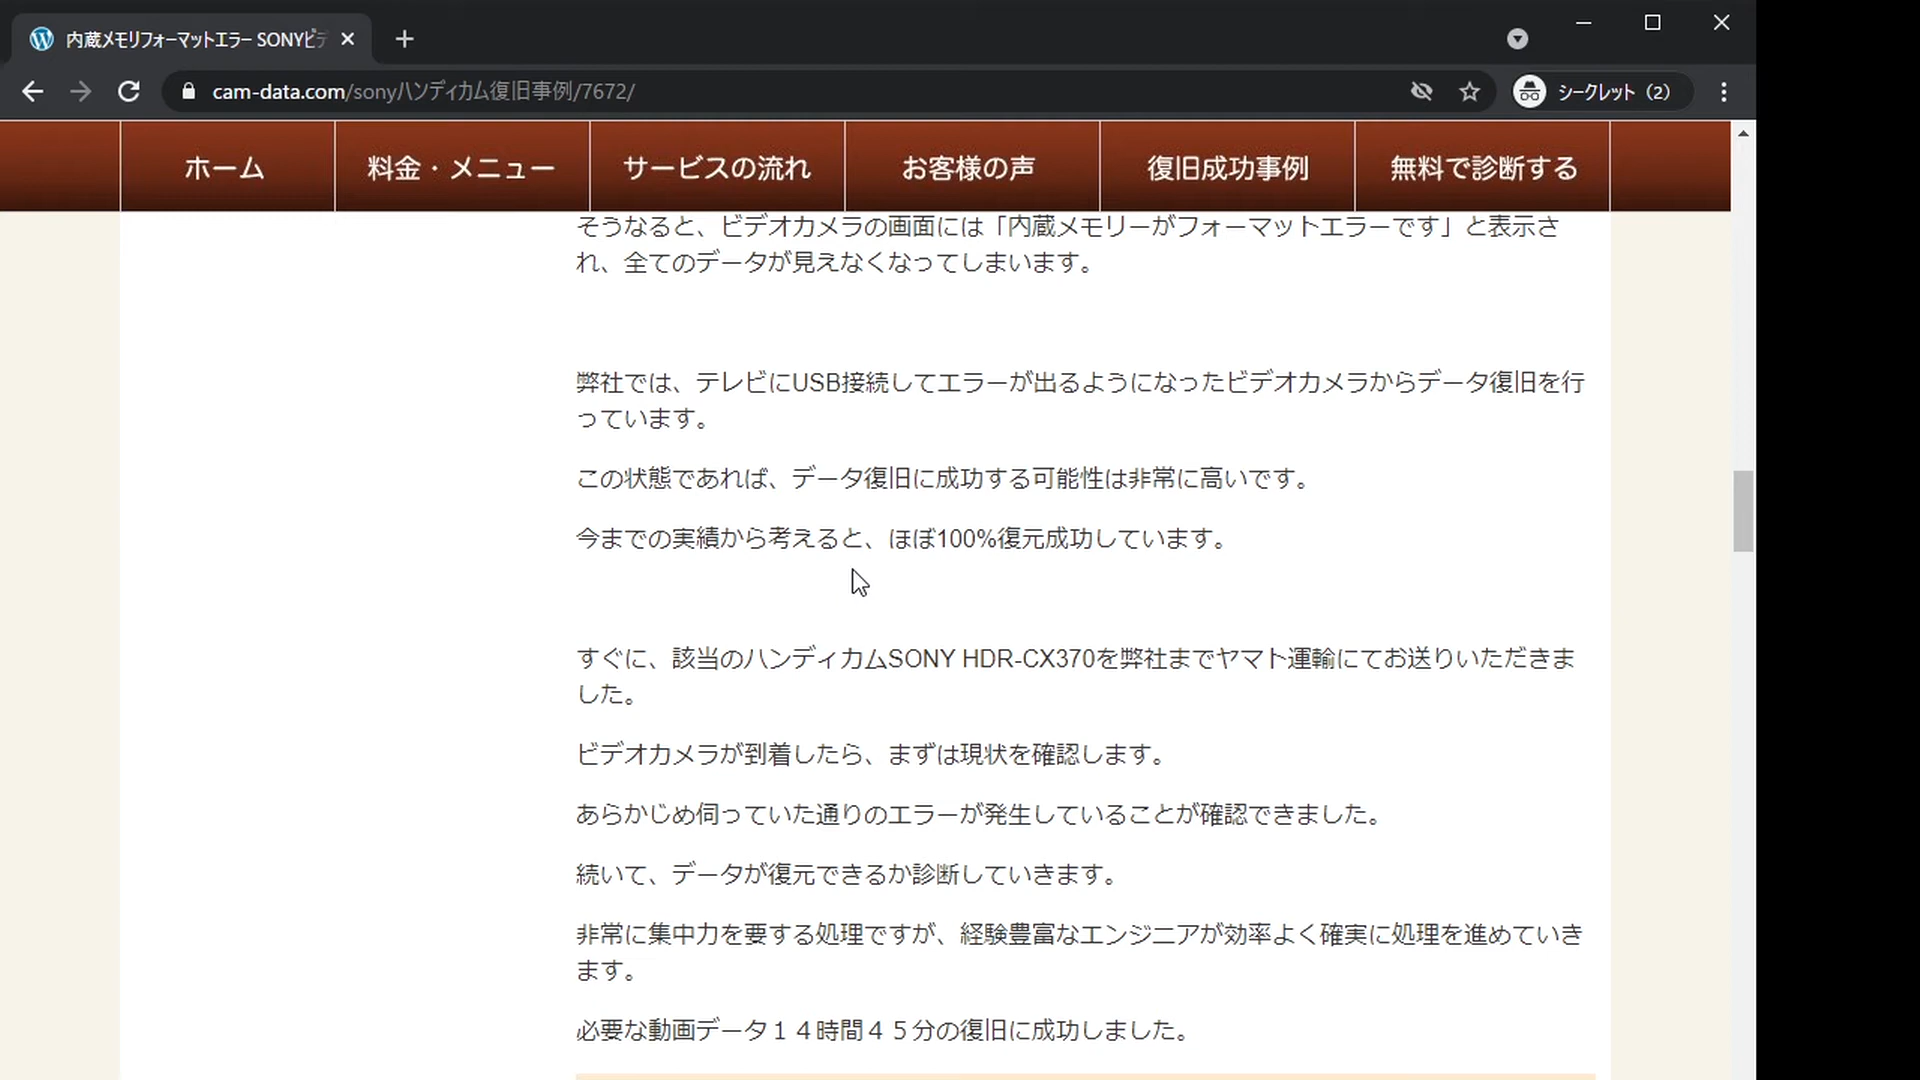 内蔵メモリフォーマットエラー SONYビデ
cam-data.com/sonyハンディカム復旧事例/7672/
シークレット（2）
ホーム
料金・メニュー
サービスの流れ
お客様の声
復旧成功事例
無料で診断する
そうなると、ビデオカメラの画面には「内蔵メモリーがフォーマットエラーです」と表示さ
れ、全てのデータが見えなくなってしまいます。
弊社では、テレビにUSB接続してエラーが出るようになったビデオカメラからデータ復旧を行
っています。
この状態であれば、データ復旧に成功する可能性は非常に高いです。
今までの実績から考えると、ほぼ100%復元成功しています。
すぐに、該当のハンディカムSONY HDR-CX370を弊社までヤマト運輸にてお送りいただきま
した。
ビデオカメラが到着したら、まずは現状を確認します。
あらかじめ伺っていた通りのエラーが発生していることが確認できました。
続いて、データが復元できるか診断していきます。
非常に集中力を要する処理ですが、経験豊富なエンジニアが効率よく確実に処理を進めていき
ます。
必要な動画データ１４時間４５分の復旧に成功しました。